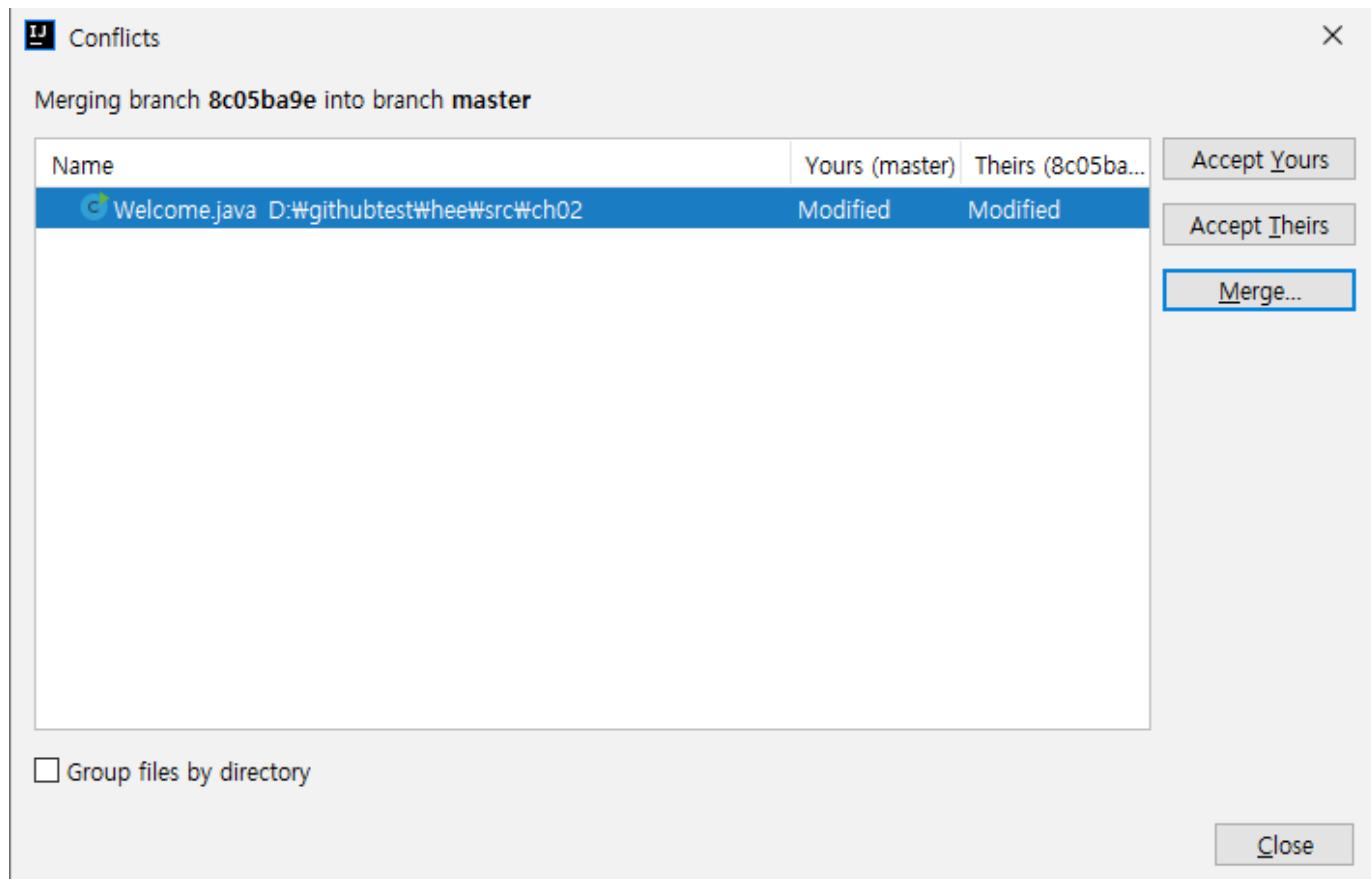 IJ Conflicts
Merging branch 8c05ba9e into branch master
Name Yours (master) Theirs (8c05ba...
C Welcome.java D:₩githubtest₩hee₩src₩ch02 Modified Modified
Accept Yours
Accept Theirs
Merge...
Group files by directory
Close